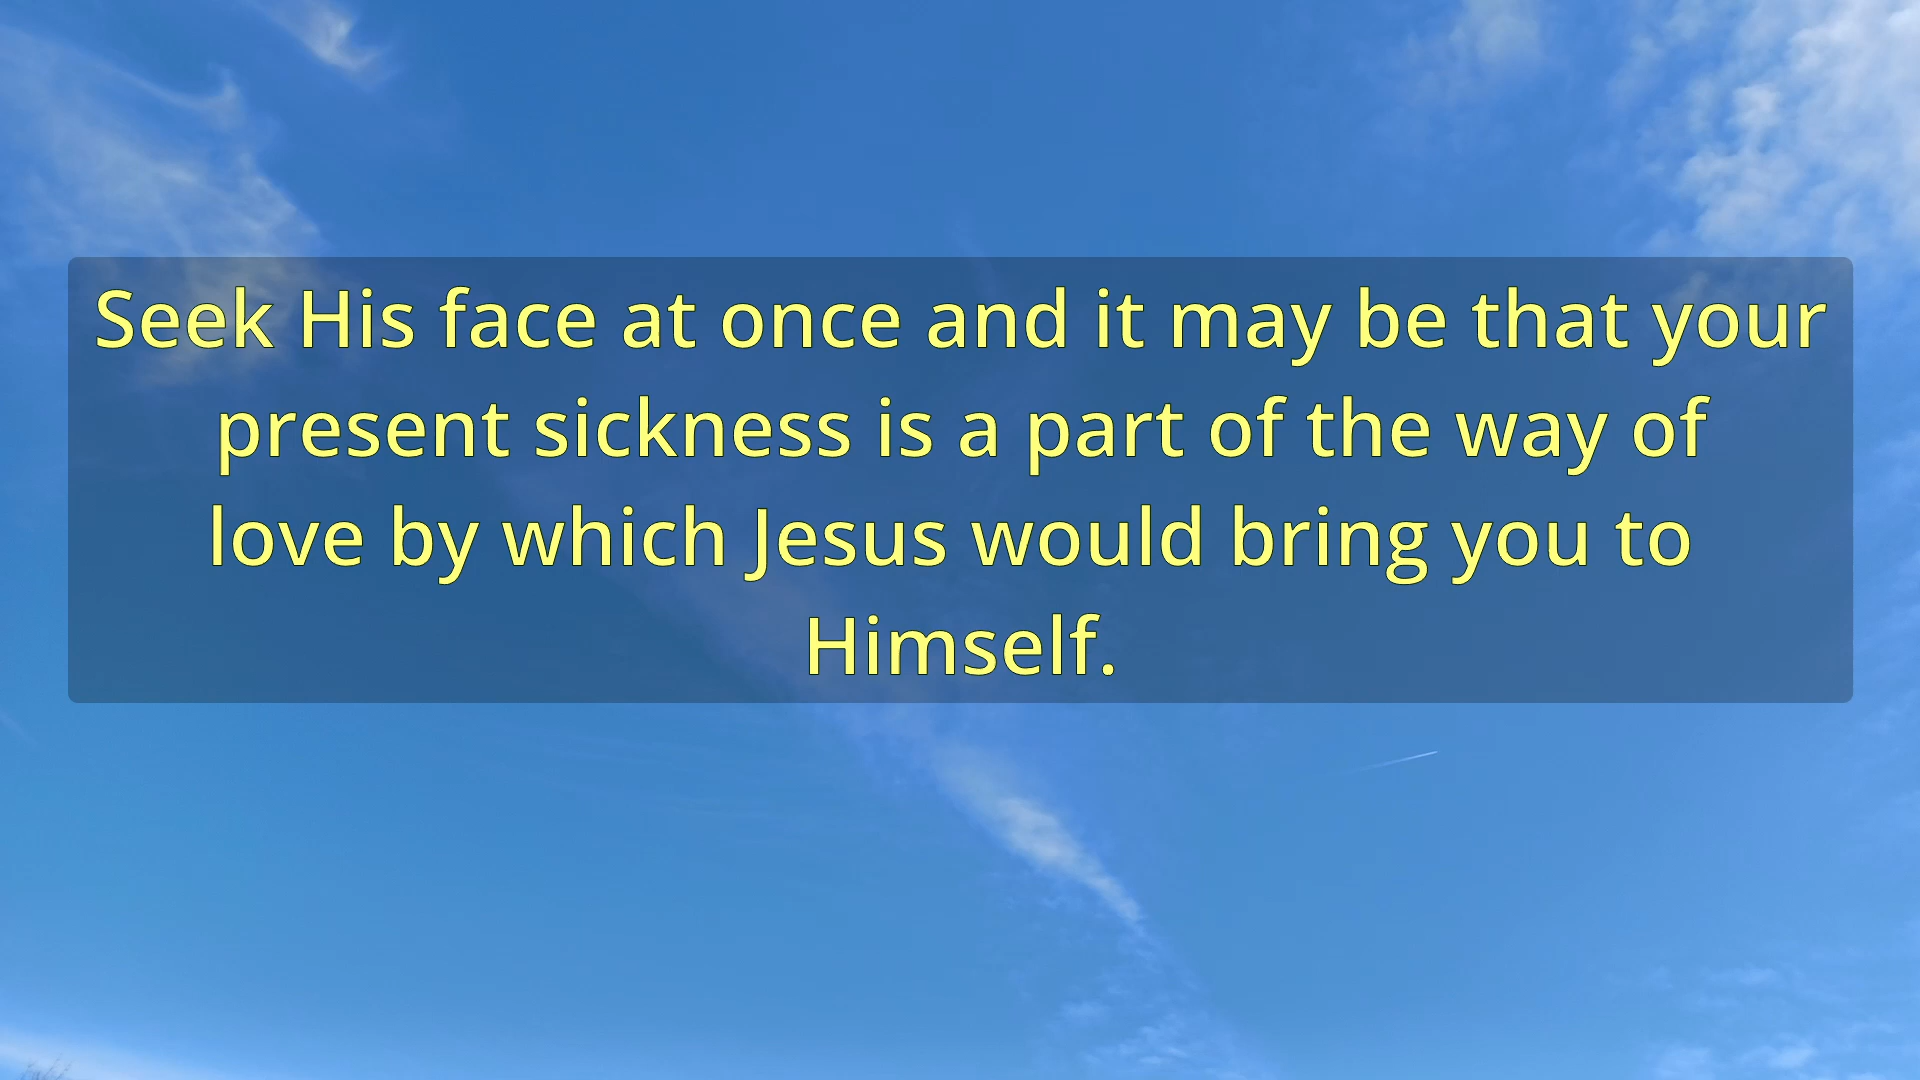 Seek His face at once and it may be that your
present sickness is a part of the way of
love by which Jesus would bring you to
Himself.